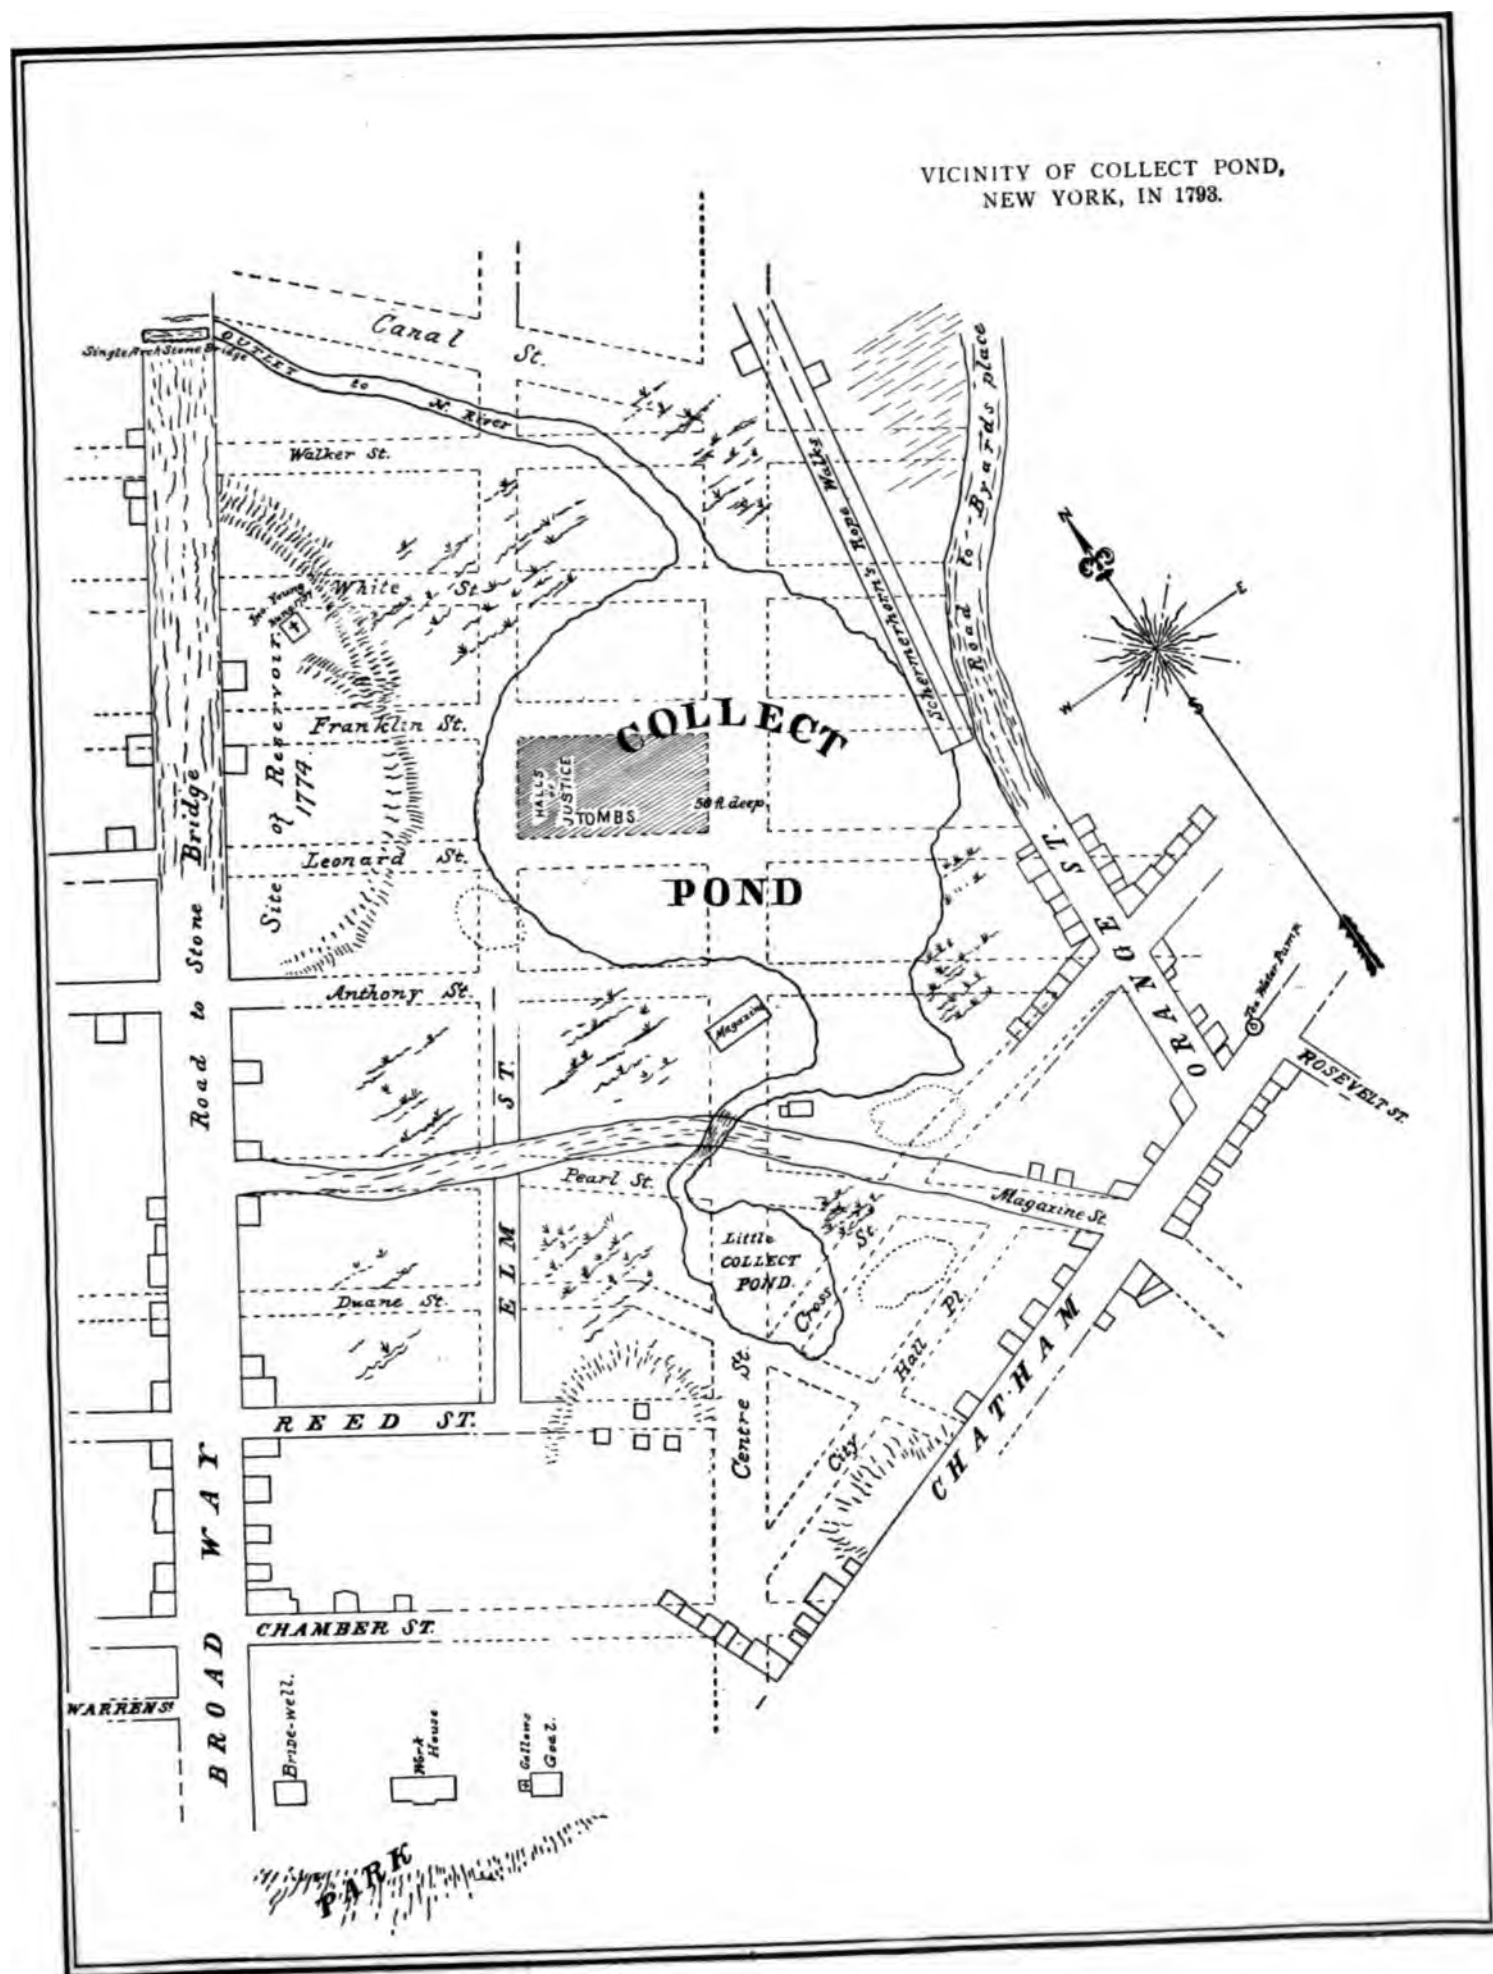 VICINITY OF COLLECT POND,
NEW YORK, IN 1793.
Canal St.
Single Arch Stone Bridge
OUTLET to N. River
Walker St.
White St.
Site of Reservoir.
1774.
Franklin St.
Leonard St.
Anthony St.
COLLECT
POND
50 ft deep.
HALLS
OF
JUSTICE
TOMBS
Schermerhorn's, Rope Walks
Road to Byards place
N
E
S
W
ORANGE ST.
The Water Pump.
ROSEVELT ST.
Magazine
Road to Stone Bridge
ELM ST.
Pearl St.
Magazine St.
Little
COLLECT
POND.
Cross St.
City Hall Pl
Duane St.
Centre St.
CHATHAM
REED ST.
BROAD WAY
CHAMBER ST.
WARREN St
Bride-well.
Work
House
Gallows
Goal.
PARK